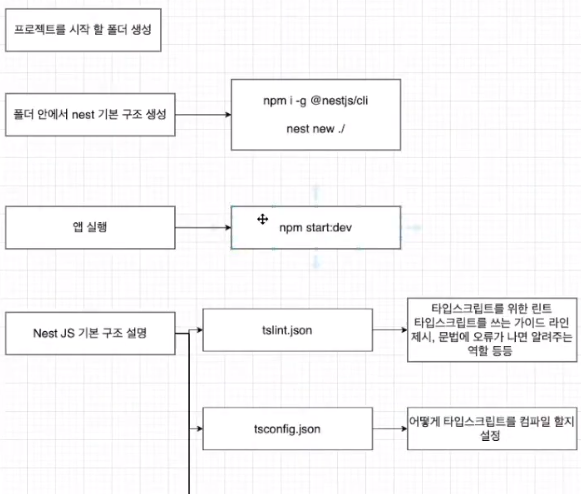 프로젝트를 시작 할 폴더 생성
폴더 안에서 nest 기본 구조 생성
npm i -g @nestjs/cli
nest new ./
앱 실행
npm start:dev
Nest JS 기본 구조 설명
tslint.json
타입스크립트를 위한 린트
타입스크립트를 쓰는 가이드 라인
제시, 문법에 오류가 나면 알려주는
역할 등등
tsconfig.json
어떻게 타입스크립트를 컴파일 할지
설정